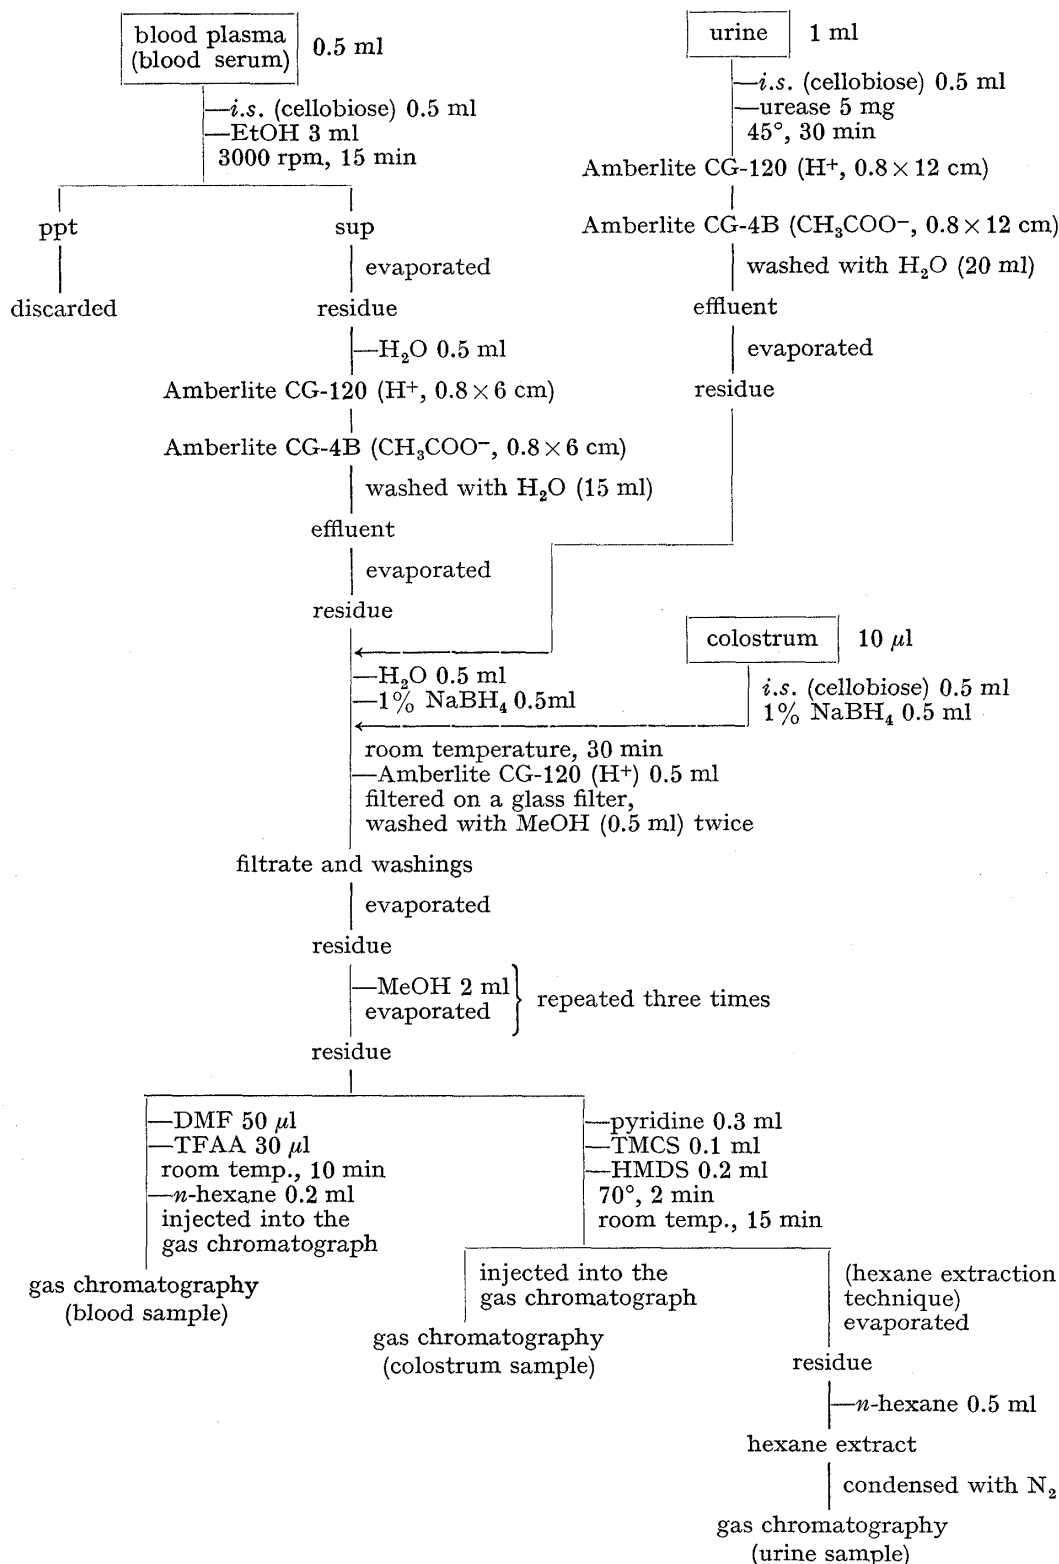 blood plasma
(blood serum)
0.5 ml
—i.s. (cellobiose) 0.5 ml
—EtOH 3 ml
3000 rpm, 15 min
ppt
discarded
sup
evaporated
residue
—H₂O 0.5 ml
Amberlite CG-120 (H⁺, 0.8×6 cm)
Amberlite CG-4B (CH₃COO⁻, 0.8×6 cm)
washed with H₂O (15 ml)
effluent
evaporated
residue
urine
1 ml
—i.s. (cellobiose) 0.5 ml
—urease 5 mg
45°, 30 min
Amberlite CG-120 (H⁺, 0.8×12 cm)
Amberlite CG-4B (CH₃COO⁻, 0.8×12 cm)
washed with H₂O (20 ml)
effluent
evaporated
residue
—H₂O 0.5 ml
—1% NaBH₄ 0.5ml
colostrum
10 μl
i.s. (cellobiose) 0.5 ml
1% NaBH₄ 0.5 ml
room temperature, 30 min
—Amberlite CG-120 (H⁺) 0.5 ml
filtered on a glass filter,
washed with MeOH (0.5 ml) twice
filtrate and washings
evaporated
residue
—MeOH 2 ml
evaporated
repeated three times
residue
—DMF 50 μl
—TFAA 30 μl
room temp., 10 min
—n-hexane 0.2 ml
injected into the
gas chromatograph
gas chromatography
(blood sample)
—pyridine 0.3 ml
—TMCS 0.1 ml
—HMDS 0.2 ml
70°, 2 min
room temp., 15 min
injected into the
gas chromatograph
gas chromatography
(colostrum sample)
(hexane extraction
technique)
evaporated
residue
—n-hexane 0.5 ml
hexane extract
condensed with N₂
gas chromatography
(urine sample)